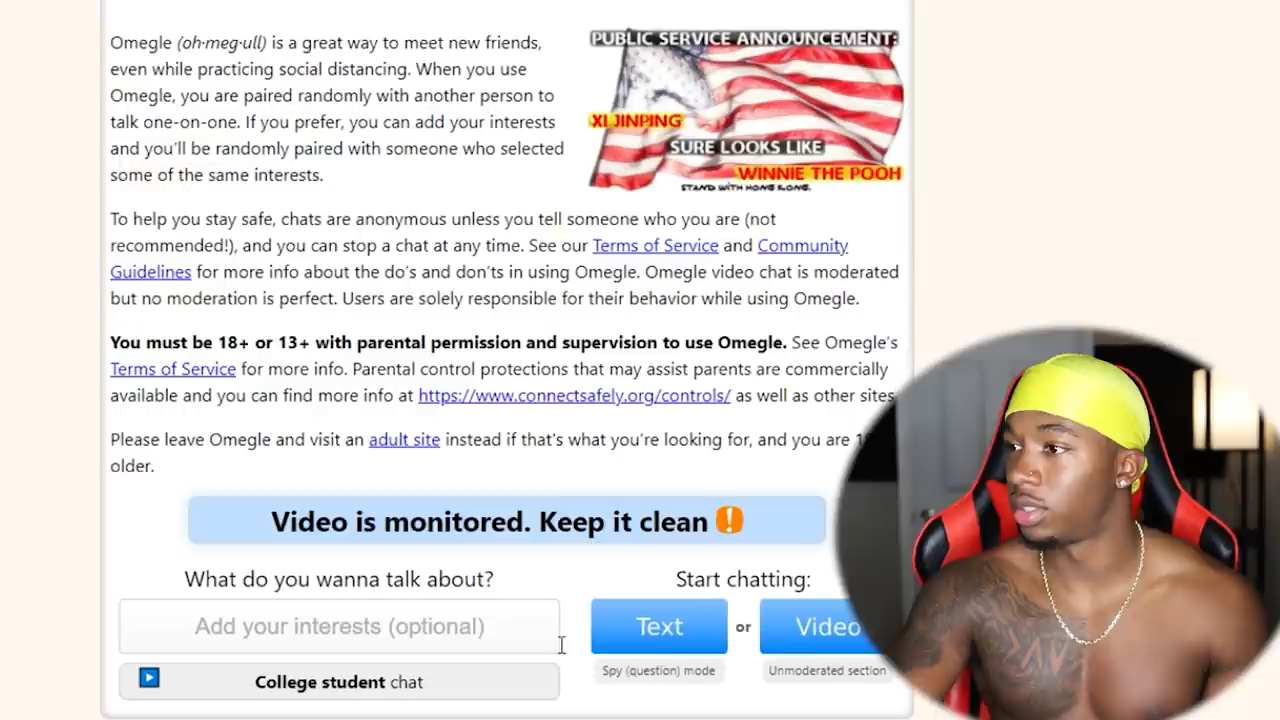 Omegle (oh·meg·ull) is a great way to meet new friends,
even while practicing social distancing. When you use
Omegle, you are paired randomly with another person to
talk one-on-one. If you prefer, you can add your interests
and you'll be randomly paired with someone who selected
some of the same interests.
PUBLIC SERVICE ANNOUNCEMENT:
XI JINPING
SURE LOOKS LIKE
WINNIE THE POOH
STAND WITH HONG KONG.
To help you stay safe, chats are anonymous unless you tell someone who you are (not
recommended!), and you can stop a chat at any time. See our Terms of Service and Community
Guidelines for more info about the do's and don'ts in using Omegle. Omegle video chat is moderated
but no moderation is perfect. Users are solely responsible for their behavior while using Omegle.
You must be 18+ or 13+ with parental permission and supervision to use Omegle. See Omegle's
Terms of Service for more info. Parental control protections that may assist parents are commercially
available and you can find more info at https://www.connectsafely.org/controls/ as well as other sites
Please leave Omegle and visit an adult site instead if that's what you're looking for, and you are
older.
Video is monitored. Keep it clean
What do you wanna talk about?
Start chatting:
Add your interests (optional)
Text or Video
Spy (question) mode
Unmoderated section
College student chat